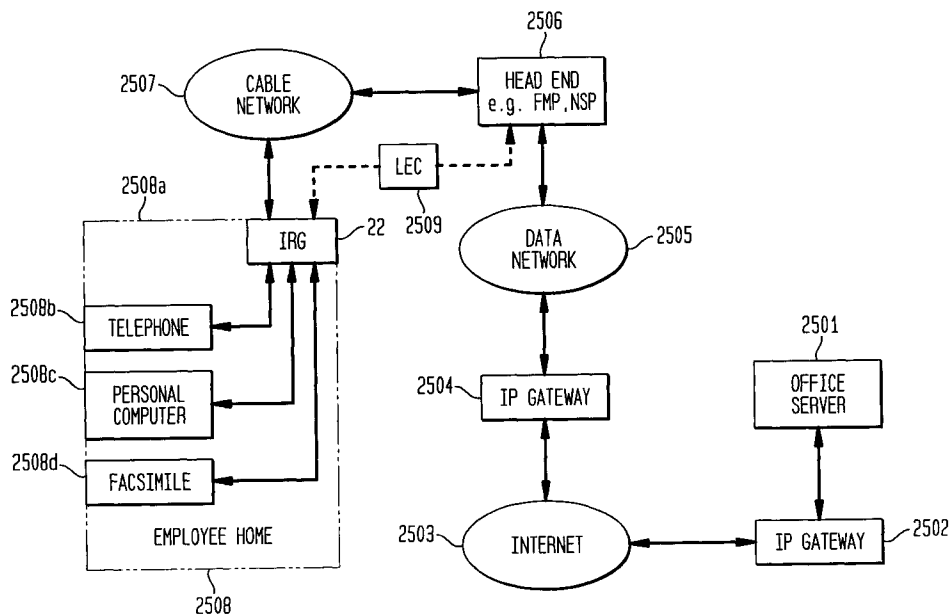 2506
2507
CABLE
NETWORK
HEAD END
e.g. FMP,NSP
LEC
2509
2508a
IRG
22
DATA
NETWORK
2505
2508b
TELEPHONE
2501
2508c
PERSONAL
COMPUTER
2504
IP GATEWAY
OFFICE
SERVER
2508d
FACSIMILE
EMPLOYEE HOME
2503
INTERNET
IP GATEWAY
2502
2508